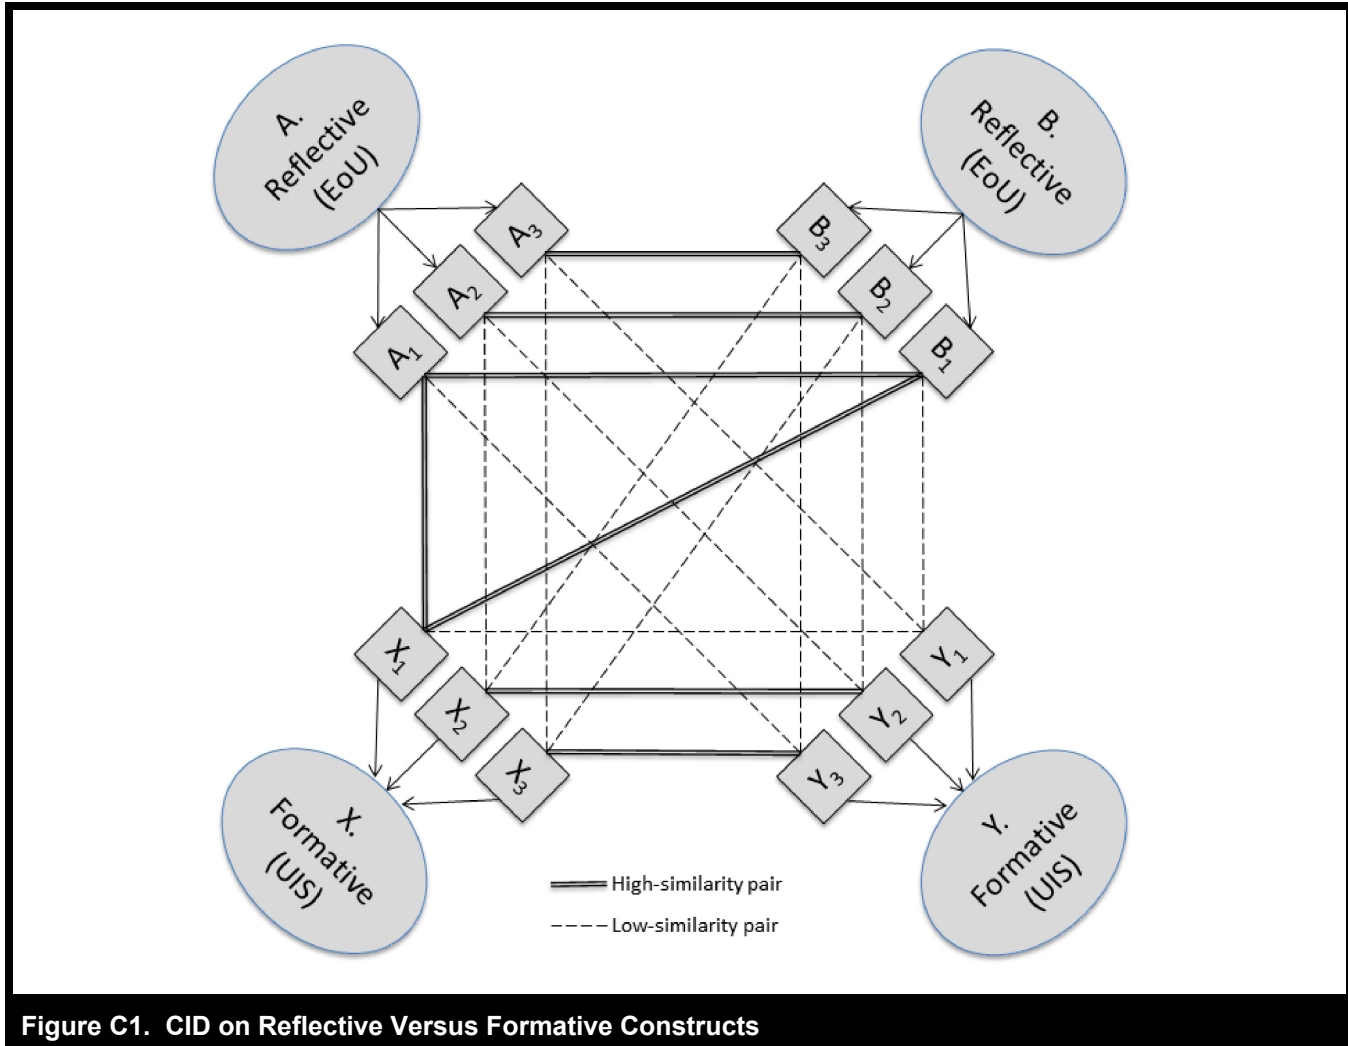 A.
Reflective
(EoU)
B.
Reflective
(EoU)
A3
B3
A2
B2
A1
B1
X1
Y1
X2
Y2
X3
Y3
X.
Formative
(UIS)
Y.
Formative
(UIS)
High-similarity pair
Low-similarity pair
Figure C1. CID on Reflective Versus Formative Constructs